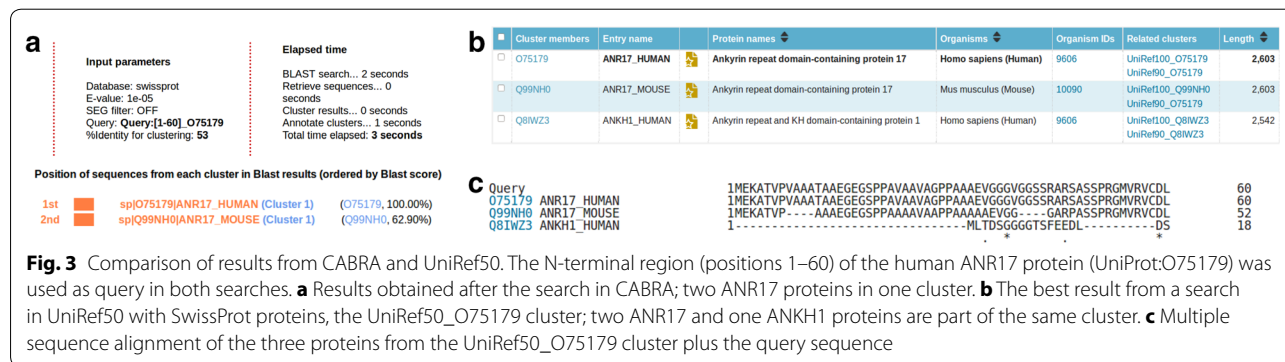 a
Input parameters
Database: swissprot
E-value: 1e-05
SEG filter: OFF
Query: Query:[1-60]_O75179
%Identity for clustering: 53
Elapsed time
BLAST search... 2 seconds
Retrieve sequences... 0
seconds
Cluster results... 0 seconds
Annotate clusters... 1 second
Total time elapsed: 3 seconds
Position of sequences from each cluster in Blast results (ordered by Blast score)
1st sp|O75179|ANR17_HUMAN (Cluster 1) (O75179, 100.00%)
2nd sp|Q99NH0|ANR17_MOUSE (Cluster 1) (Q99NH0, 62.90%)
b
Cluster members Entry name Protein names Organisms Organism IDs Related clusters Length
O75179 ANR17_HUMAN Ankyrin repeat domain-containing protein 17 Homo sapiens (Human) 9606 UniRef100_O75179 2,603
UniRef90_O75179
Q99NH0 ANR17_MOUSE Ankyrin repeat domain-containing protein 17 Mus musculus (Mouse) 10090 UniRef100_Q99NH0 2,603
UniRef90_O75179
Q8IWZ3 ANKH1_HUMAN Ankyrin repeat and KH domain-containing protein 1 Homo sapiens (Human) 9606 UniRef100_Q8IWZ3 2,542
UniRef90_Q8IWZ3
c
Query 1MEKATVPVAAATAAEGEGSPPAVAAVAGPPAAAEVGGGVGGSSRARSASSPRGMVRVCDL 60
O75179 ANR17_HUMAN 1MEKATVPVAAATAAEGEGSPPAVAAVAGPPAAAEVGGGVGGSSRARSASSPRGMVRVCDL 60
Q99NH0 ANR17_MOUSE 1MEKATVP----AAAEGEGSPPAAAAVAAPPAAAAAEVGG----GARPASSPRGMVRVCDL 52
Q8IWZ3 ANKH1_HUMAN 1--------------------------------MLTDSGGGGTSFEEDL----------DS 18
. * . *
Fig. 3 Comparison of results from CABRA and UniRef50. The N-terminal region (positions 1–60) of the human ANR17 protein (UniProt:O75179) was
used as query in both searches. a Results obtained after the search in CABRA; two ANR17 proteins in one cluster. b The best result from a search
in UniRef50 with SwissProt proteins, the UniRef50_O75179 cluster; two ANR17 and one ANKH1 proteins are part of the same cluster. c Multiple
sequence alignment of the three proteins from the UniRef50_O75179 cluster plus the query sequence